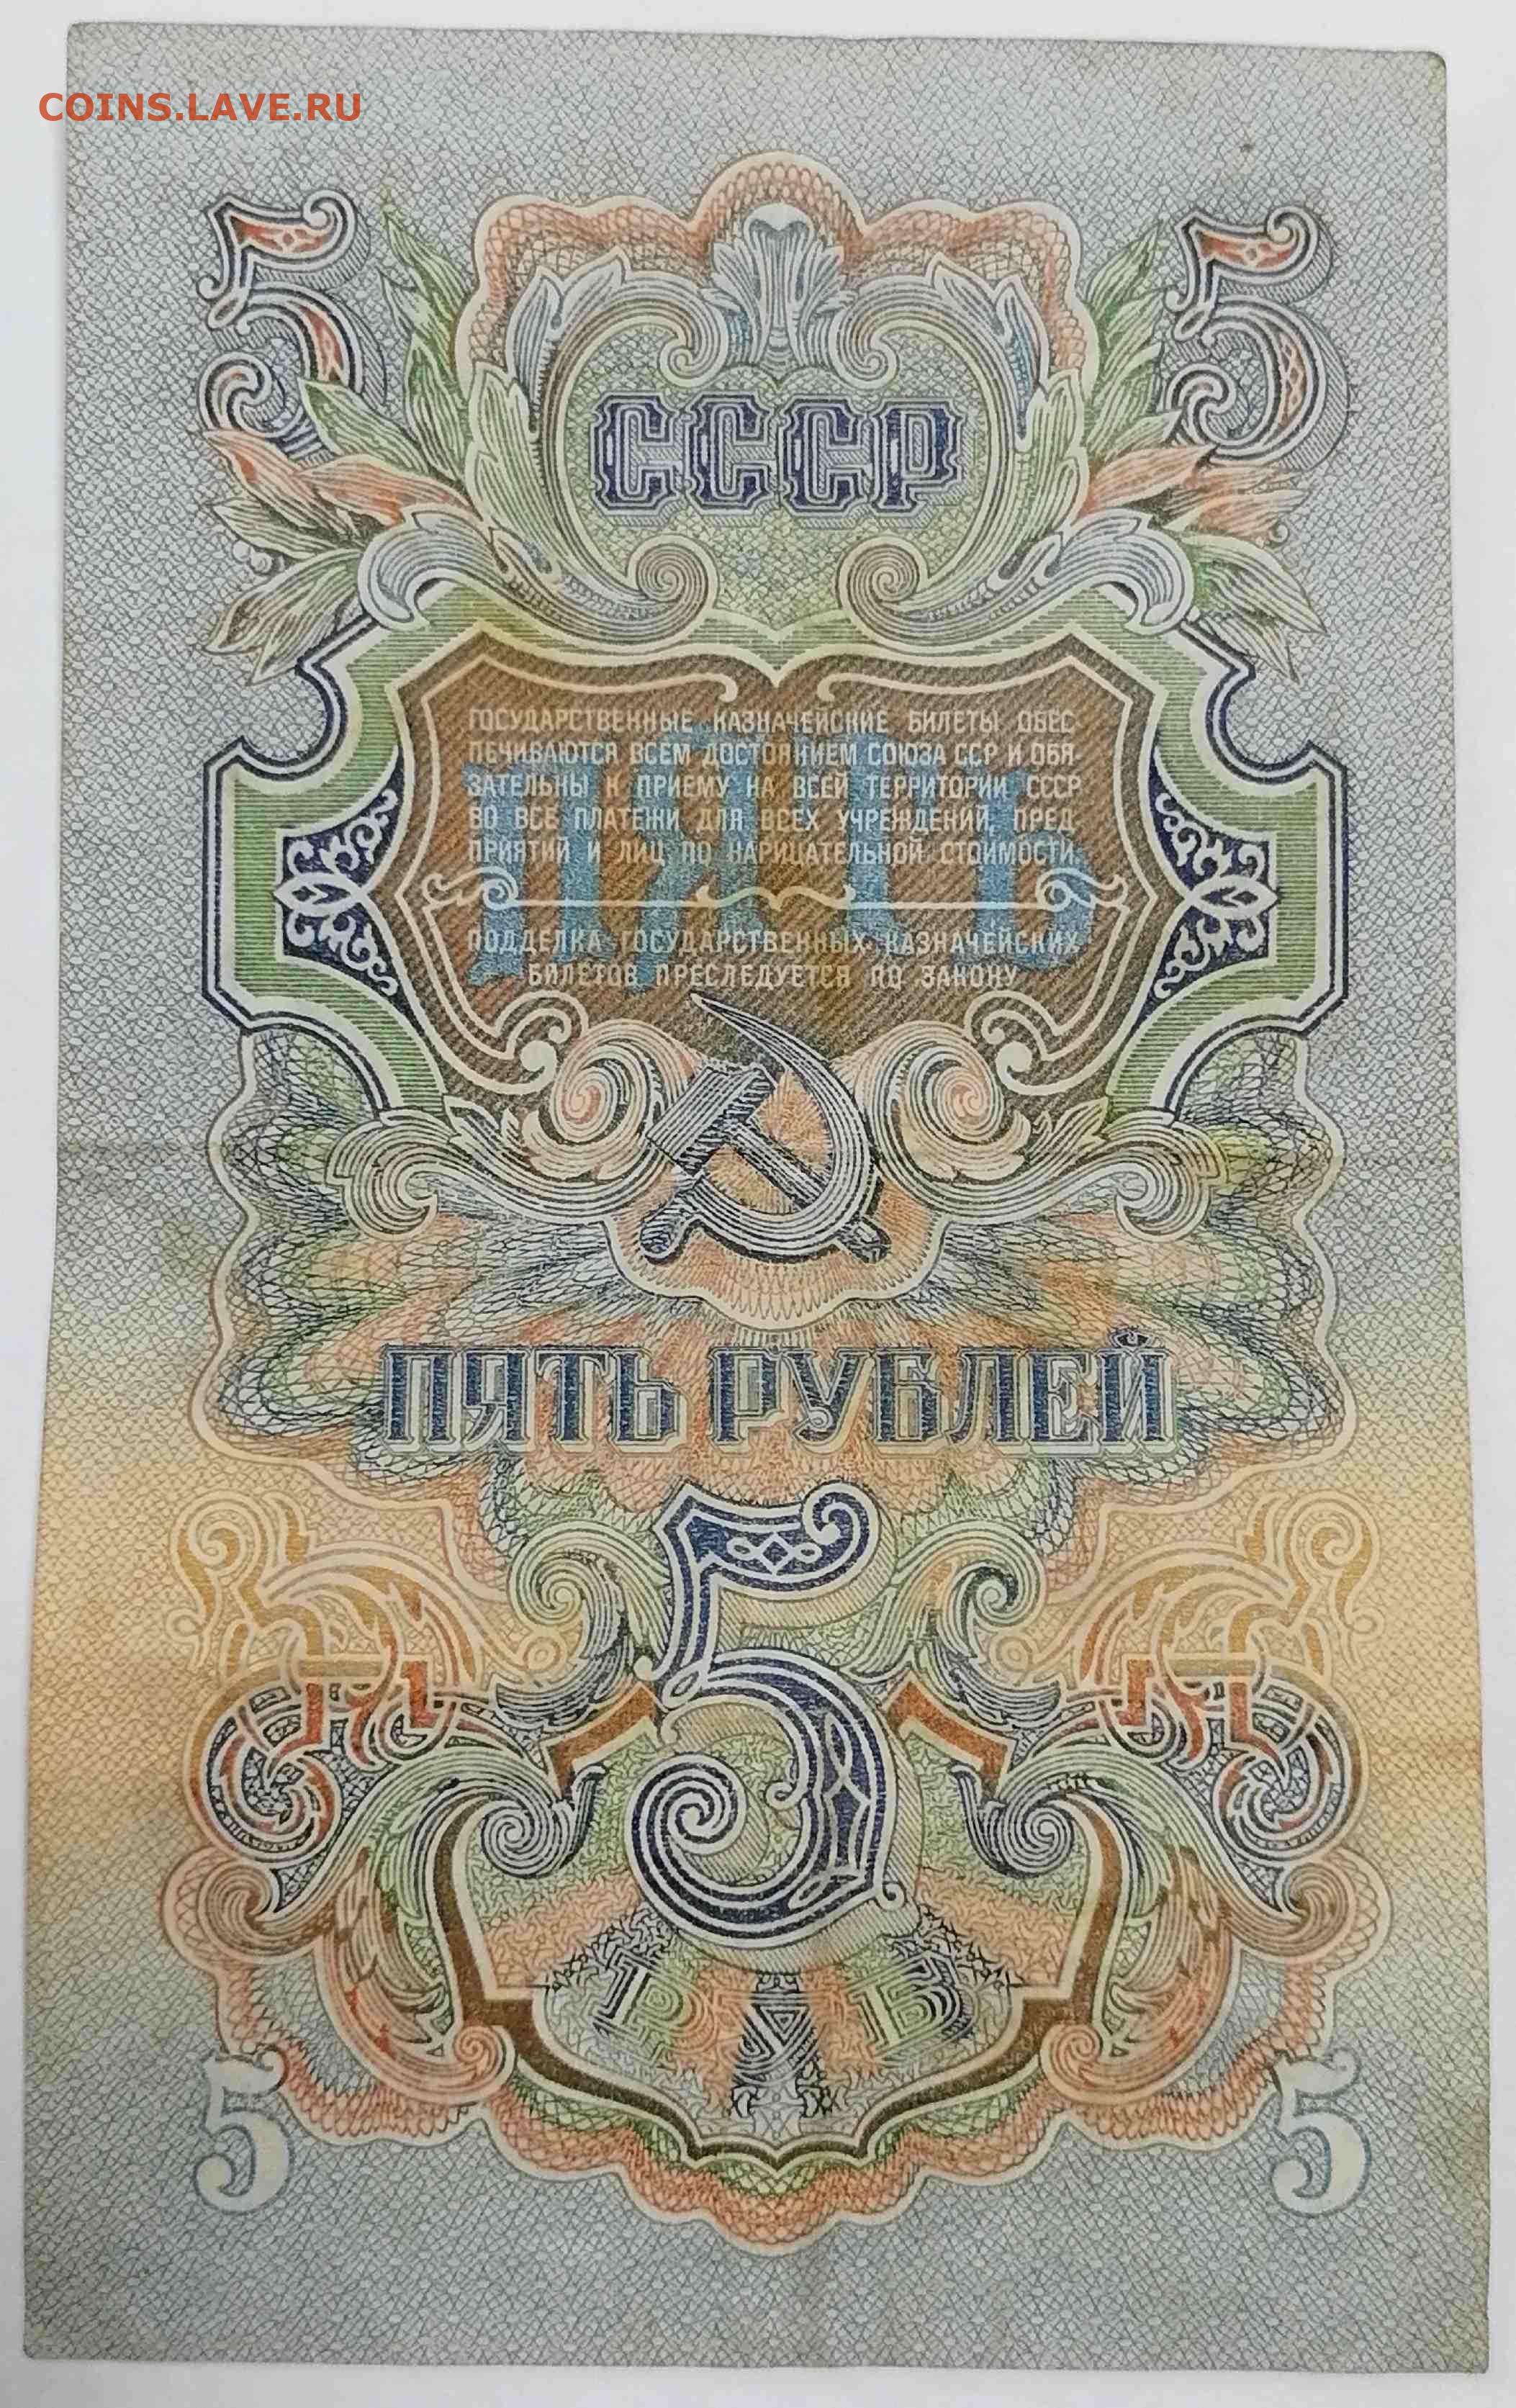 COINS.LAVE.RU
5 5
СССР
ГОСУДАРСТВЕННЫЕ КАЗНАЧЕЙСКИЕ БИЛЕТЫ ОБЕС-
ПЕЧИВАЮТСЯ ВСЕМ ДОСТОЯНИЕМ СОЮЗА ССР И ОБЯ-
ЗАТЕЛЬНЫ К ПРИЕМУ НА ВСЕЙ ТЕРРИТОРИИ СССР
ВО ВСЕ ПЛАТЕЖИ ДЛЯ ВСЕХ УЧРЕЖДЕНИЙ, ПРЕД-
ПРИЯТИЙ И ЛИЦ ПО НАРИЦАТЕЛЬНОЙ СТОИМОСТИ.
ПЯТЬ
ПОДДЕЛКА ГОСУДАРСТВЕННЫХ КАЗНАЧЕЙСКИХ
БИЛЕТОВ ПРЕСЛЕДУЕТСЯ ПО ЗАКОНУ
ПЯТЬ РУБЛЕЙ
5
РУБ
5 5